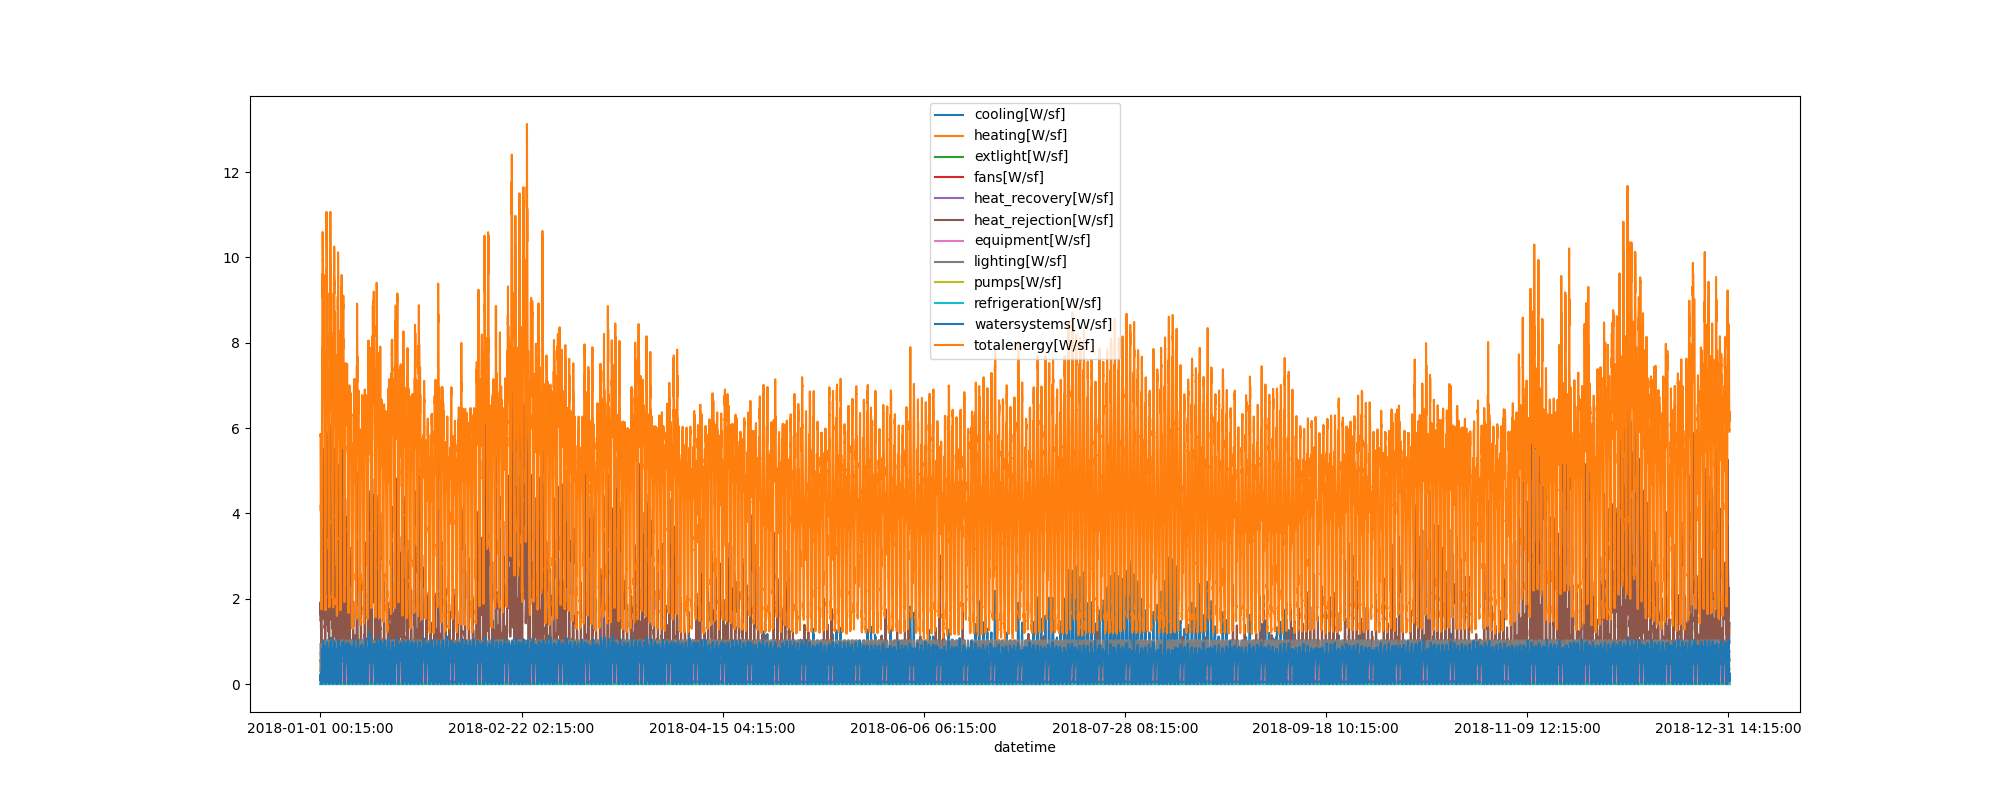 cooling[W/sf]
heating[W/sf]
extlight[W/sf]
fans[W/sf]
heat_recovery[W/sf]
heat_rejection[W/sf]
equipment[W/sf]
lighting[W/sf]
pumps[W/sf]
refrigeration[W/sf]
watersystems[W/sf]
totalenergy[W/sf]
12
10
8
6
4
2
0
2018-01-01 00:15:00 2018-02-22 02:15:00 2018-04-15 04:15:00 2018-06-06 06:15:00 2018-07-28 08:15:00 2018-09-18 10:15:00 2018-11-09 12:15:00 2018-12-31 14:15:00
datetime